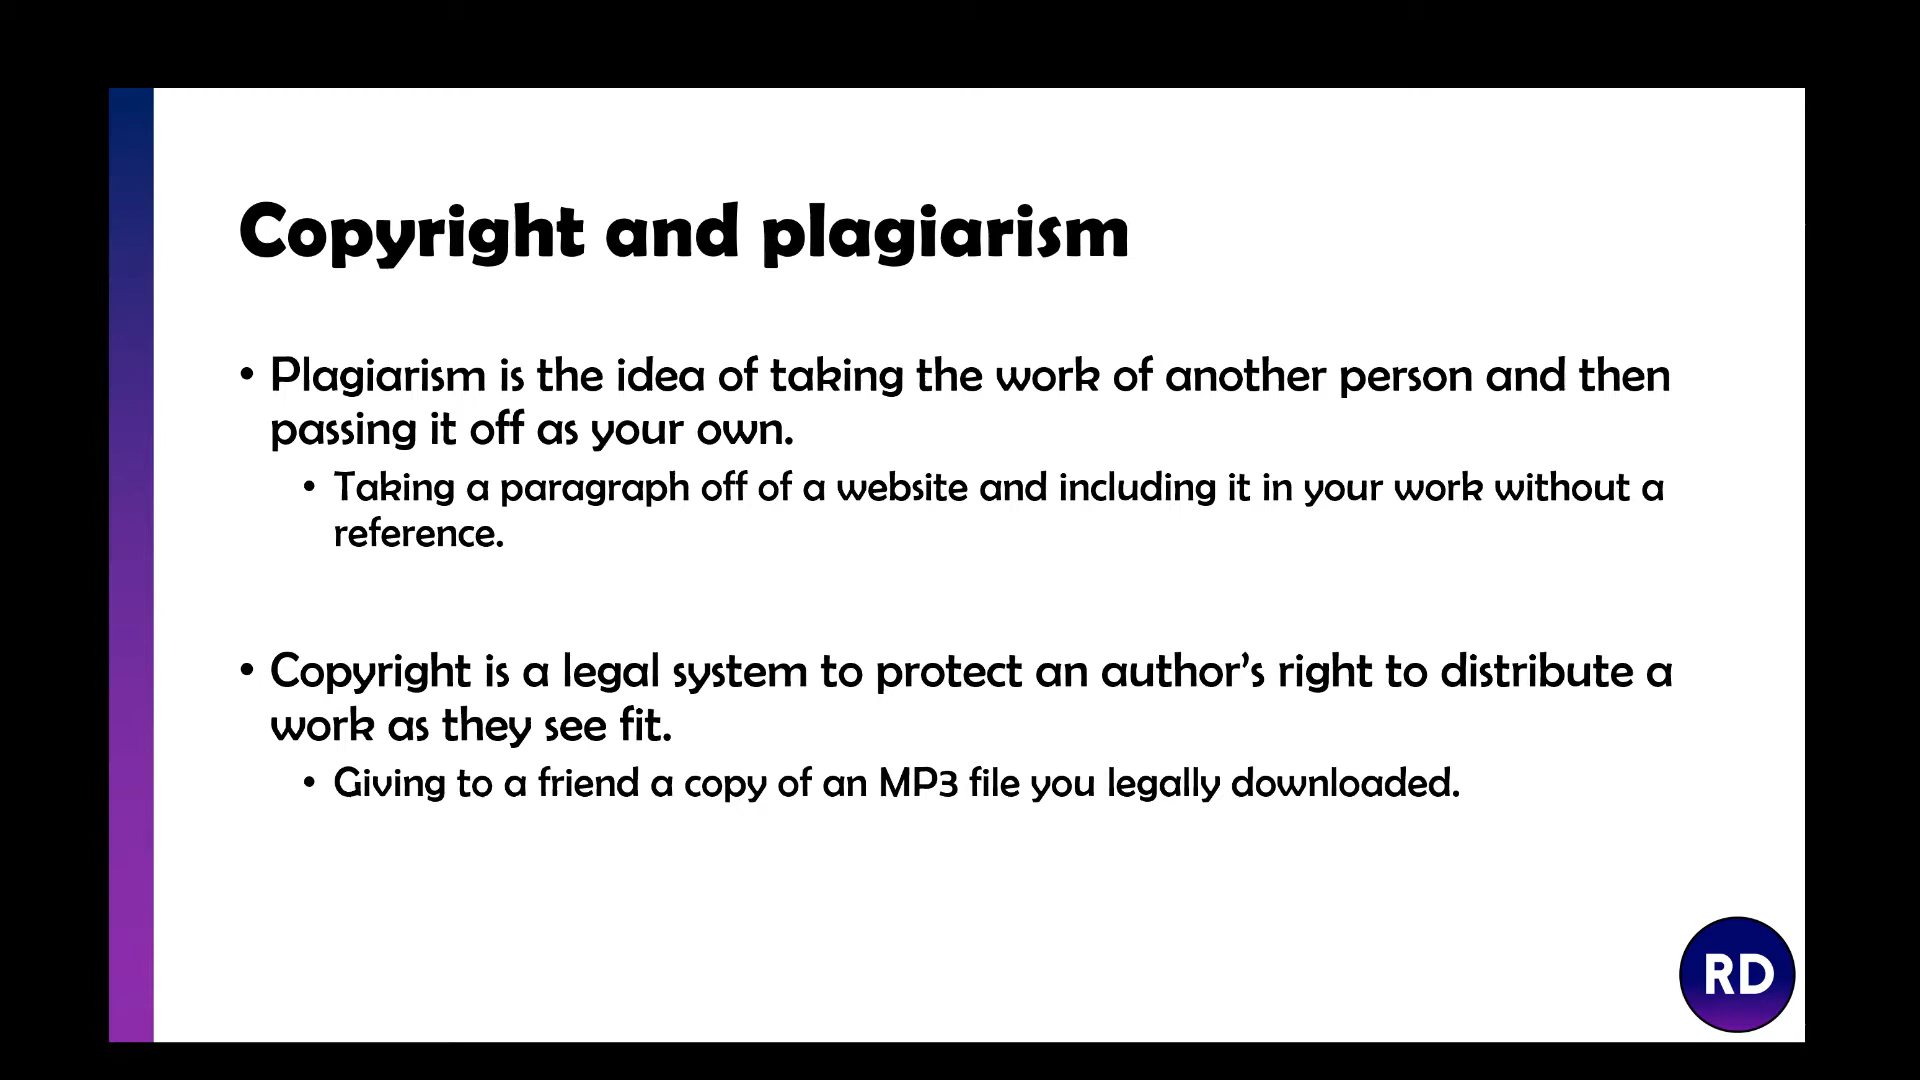 Copyright and plagiarism
• Plagiarism is the idea of taking the work of another person and then
passing it off as your own.
• Taking a paragraph off of a website and including it in your work without a
reference.
• Copyright is a legal system to protect an author’s right to distribute a
work as they see fit.
• Giving to a friend a copy of an MP3 file you legally downloaded.
RD